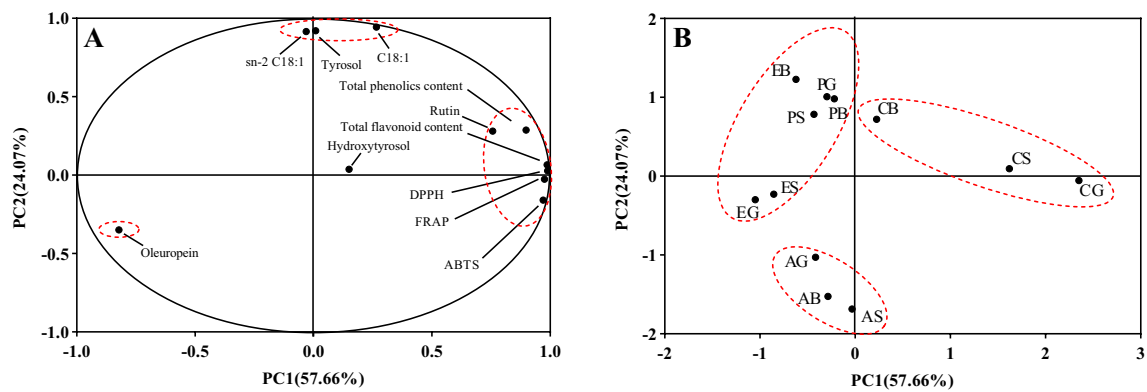 A
sn-2 C18:1
Tyrosol
C18:1
Total phenolics content
Rutin
Total flavonoid content
Hydroxytyrosol
DPPH
FRAP
ABTS
Oleuropein
1.0
0.5
0.0
0.5
-1.0
PC2(24.07%)
-1.0
-0.5
0.0
0.5
1.0
PC1(57.66%)
B
EB
PG
PS
PB
CB
CS
CG
ES
EG
AG
AB
AS
2
1
0
-1
-2
PC2(24.07%)
-2
-1
0
1
2
3
PC1(57.66%)